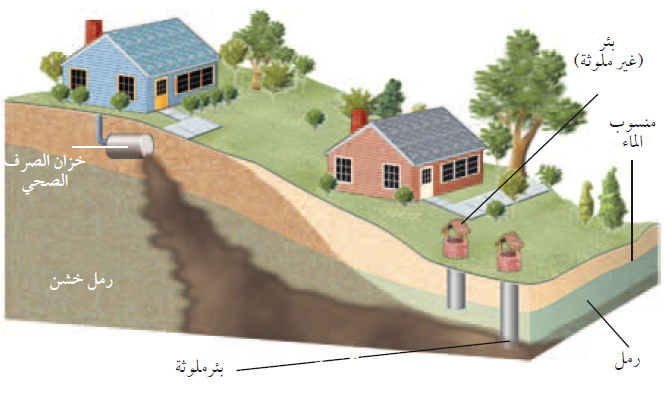 بئر
(غير ملوثة)
منسوب
الماء
خزان الصرف
الصحي
رمل خشن
بئرملوثة
رمل